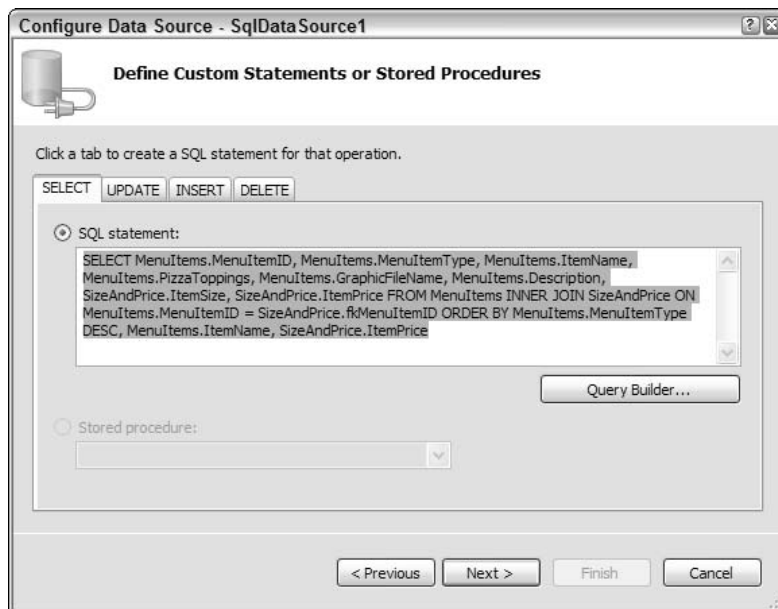 Configure Data Source - SqlDataSource1
Define Custom Statements or Stored Procedures
Click a tab to create a SQL statement for that operation.
SELECT UPDATE INSERT DELETE
SQL statement:
SELECT MenuItems.MenuItemID, MenuItems.MenuItemType, MenuItems.ItemName,
MenuItems.PizzaToppings, MenuItems.GraphicFileName, MenuItems.Description,
SizeAndPrice.ItemSize, SizeAndPrice.ItemPrice FROM MenuItems INNER JOIN SizeAndPrice ON
MenuItems.MenuItemID = SizeAndPrice.fkMenuItemID ORDER BY MenuItems.MenuItemType
DESC, MenuItems.ItemName, SizeAndPrice.ItemPrice
Query Builder...
Stored procedure:
< Previous Next > Finish Cancel